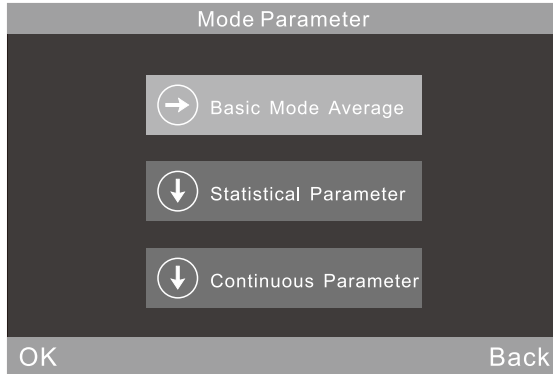 Mode Parameter
Basic Mode Average
Statistical Parameter
Continuous Parameter
OK Back